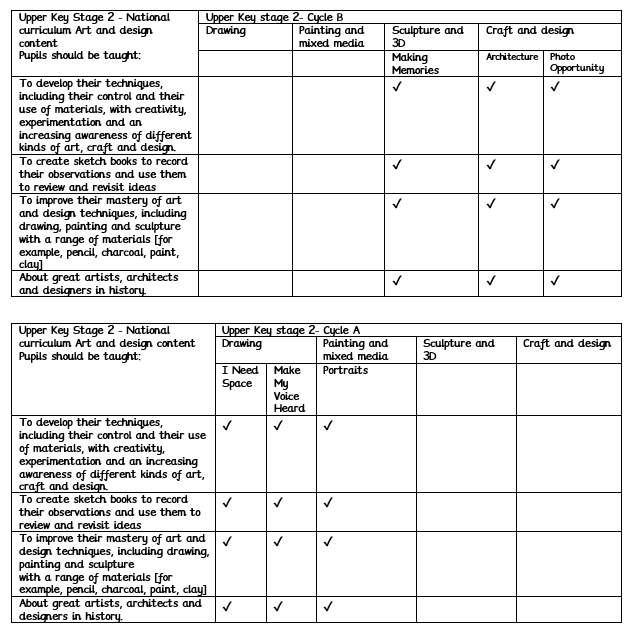 Upper Key Stage 2 - National
curriculum Art and design
content
Pupils should be taught:
Upper Key stage 2- Cycle B
Drawing
Painting and
mixed media
Sculpture and
3D
Craft and design
Making
Memories
Architecture
Photo
Opportunity
To develop their techniques,
including their control and their
use of materials, with creativity,
experimentation and an
increasing awareness of different
kinds of art, craft and design.
✓ ✓ ✓
To create sketch books to record
their observations and use them
to review and revisit ideas
✓ ✓ ✓
To improve their mastery of art
and design techniques, including
drawing, painting and sculpture
with a range of materials [for
example, pencil, charcoal, paint,
clay]
✓ ✓ ✓
About great artists, architects
and designers in history.
✓ ✓ ✓
Upper Key Stage 2 - National
curriculum Art and design content
Pupils should be taught:
Upper Key stage 2- Cycle A
Drawing
Painting and
mixed media
Sculpture and
3D
Craft and design
I Need
Space
Make
My
Voice
Heard
Portraits
To develop their techniques,
including their control and their use
of materials, with creativity,
experimentation and an increasing
awareness of different kinds of art,
craft and design.
✓ ✓ ✓
To create sketch books to record
their observations and use them to
review and revisit ideas
✓ ✓ ✓
To improve their mastery of art and
design techniques, including drawing,
painting and sculpture
with a range of materials [for
example, pencil, charcoal, paint, clay]
✓ ✓ ✓
About great artists, architects and
designers in history.
✓ ✓ ✓